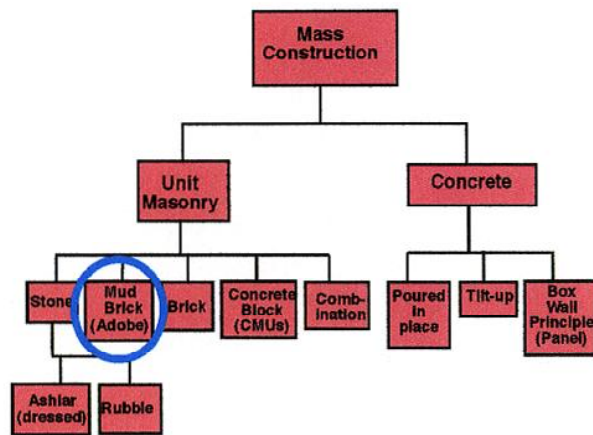 Mass
Construction
Unit
Masonry
Concrete
Stone
Mud
Brick
(Adobe)
Brick
Concrete
Block
(CMUs)
Comb-
ination
Poured
in
place
Tilt-up
Box
Wall
Principle
(Panel)
Ashlar
(dressed)
Rubble